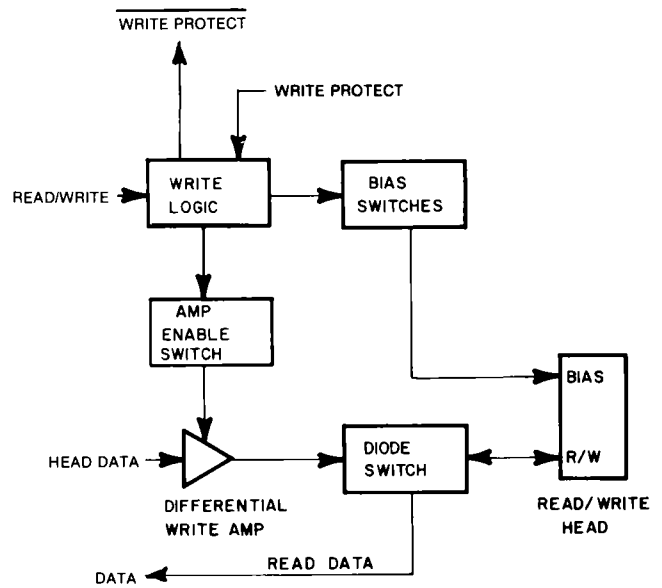 WRITE PROTECT
WRITE PROTECT
READ/WRITE
WRITE
LOGIC
BIAS
SWITCHES
AMP
ENABLE
SWITCH
BIAS
HEAD DATA
DIODE
SWITCH
R/W
DIFFERENTIAL
WRITE AMP
READ/WRITE
HEAD
READ DATA
DATA